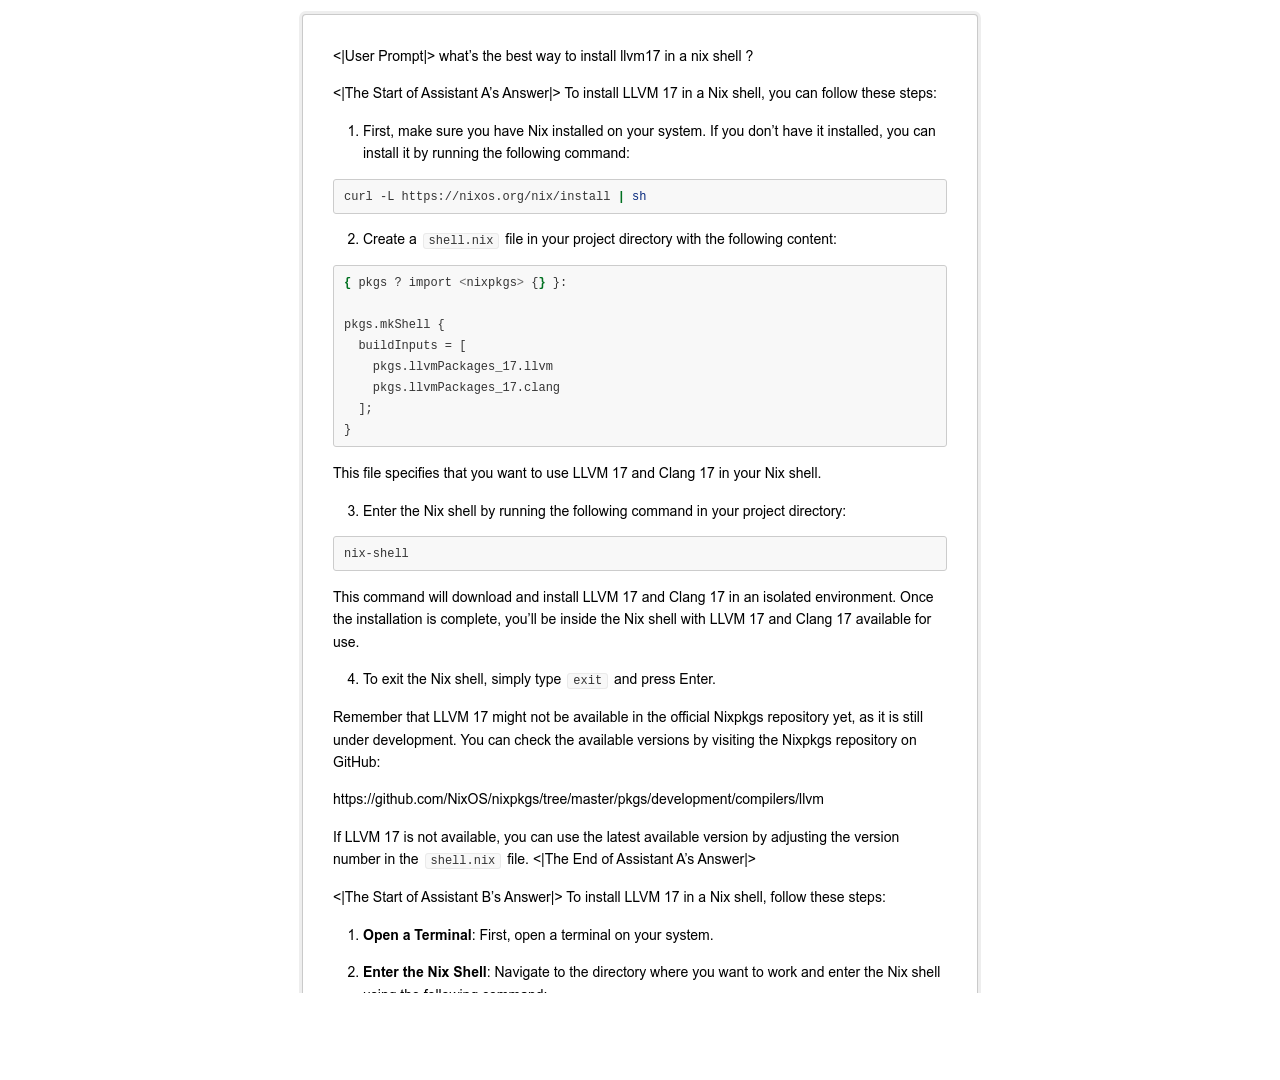 <|User Prompt|> what’s the best way to install llvm17 in a nix shell ?
<|The Start of Assistant A’s Answer|> To install LLVM 17 in a Nix shell, you can follow these steps:
1. First, make sure you have Nix installed on your system. If you don’t have it installed, you can
install it by running the following command:
curl -L https://nixos.org/nix/install | sh
2. Create a shell.nix file in your project directory with the following content:
{ pkgs ? import <nixpkgs> {} }:
pkgs.mkShell {
buildInputs = [
pkgs.llvmPackages_17.llvm
pkgs.llvmPackages_17.clang
];
}
This file specifies that you want to use LLVM 17 and Clang 17 in your Nix shell.
3. Enter the Nix shell by running the following command in your project directory:
nix-shell
This command will download and install LLVM 17 and Clang 17 in an isolated environment. Once
the installation is complete, you’ll be inside the Nix shell with LLVM 17 and Clang 17 available for
use.
4. To exit the Nix shell, simply type exit and press Enter.
Remember that LLVM 17 might not be available in the official Nixpkgs repository yet, as it is still
under development. You can check the available versions by visiting the Nixpkgs repository on
GitHub:
https://github.com/NixOS/nixpkgs/tree/master/pkgs/development/compilers/llvm
If LLVM 17 is not available, you can use the latest available version by adjusting the version
number in the shell.nix file. <|The End of Assistant A’s Answer|>
<|The Start of Assistant B’s Answer|> To install LLVM 17 in a Nix shell, follow these steps:
1. Open a Terminal: First, open a terminal on your system.
2. Enter the Nix Shell: Navigate to the directory where you want to work and enter the Nix shell
using the following command: